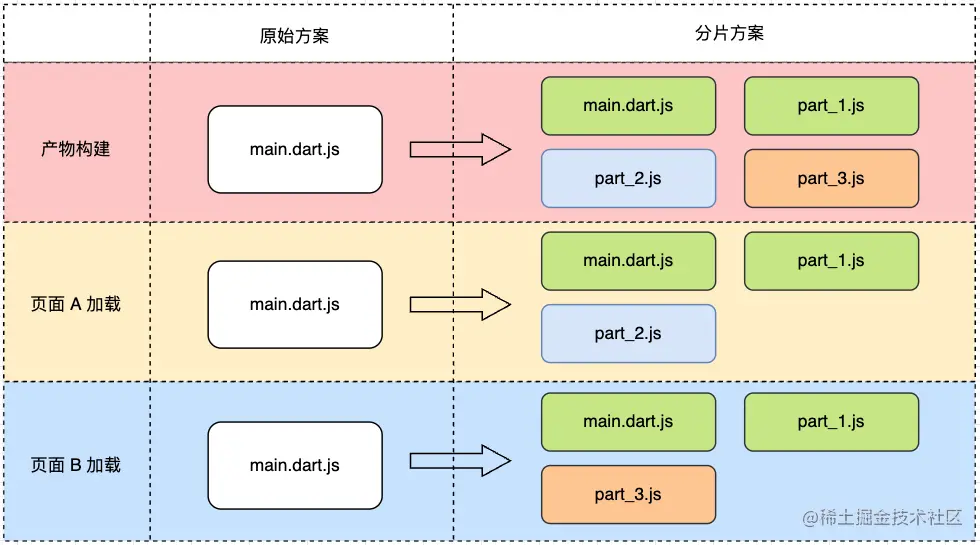 原始方案
分片方案
产物构建
main.dart.js
main.dart.js
part_1.js
part_2.js
part_3.js
页面 A 加载
main.dart.js
main.dart.js
part_1.js
part_2.js
页面 B 加载
main.dart.js
main.dart.js
part_1.js
part_3.js
@稀土掘金技术社区